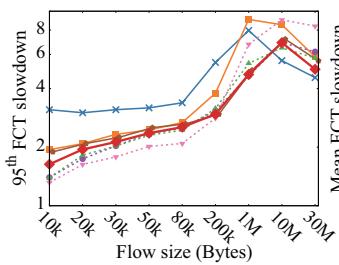 95th FCT slowdown
8
6
4
2
1
10k 20k 30k 50k 80k 200k 1M 10M 30M
Flow size (Bytes)
Mean FCT slowdown